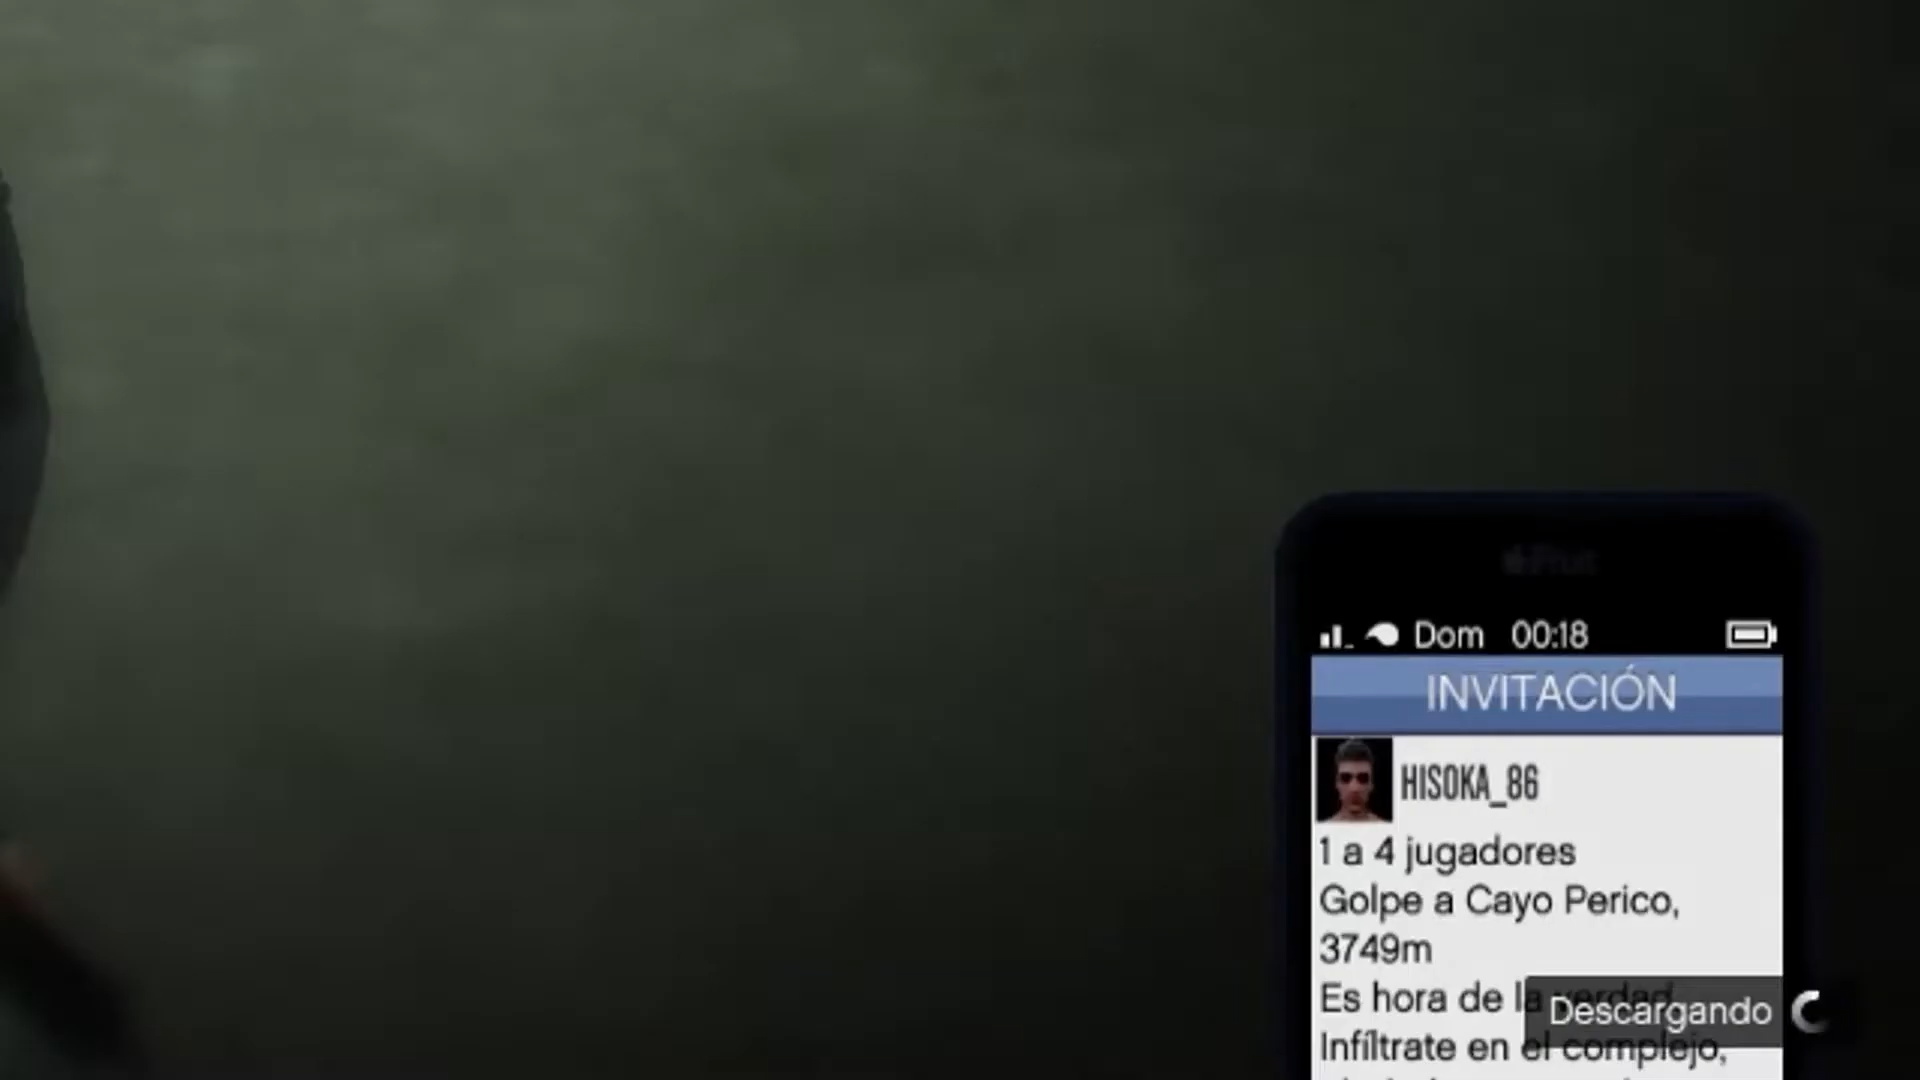 Dom 00:18
INVITACIÓN
HISOKA_86
1 a 4 jugadores
Golpe a Cayo Perico,
3749m
Es hora de la verdad.
Descargando
Infíltrate en el complejo,